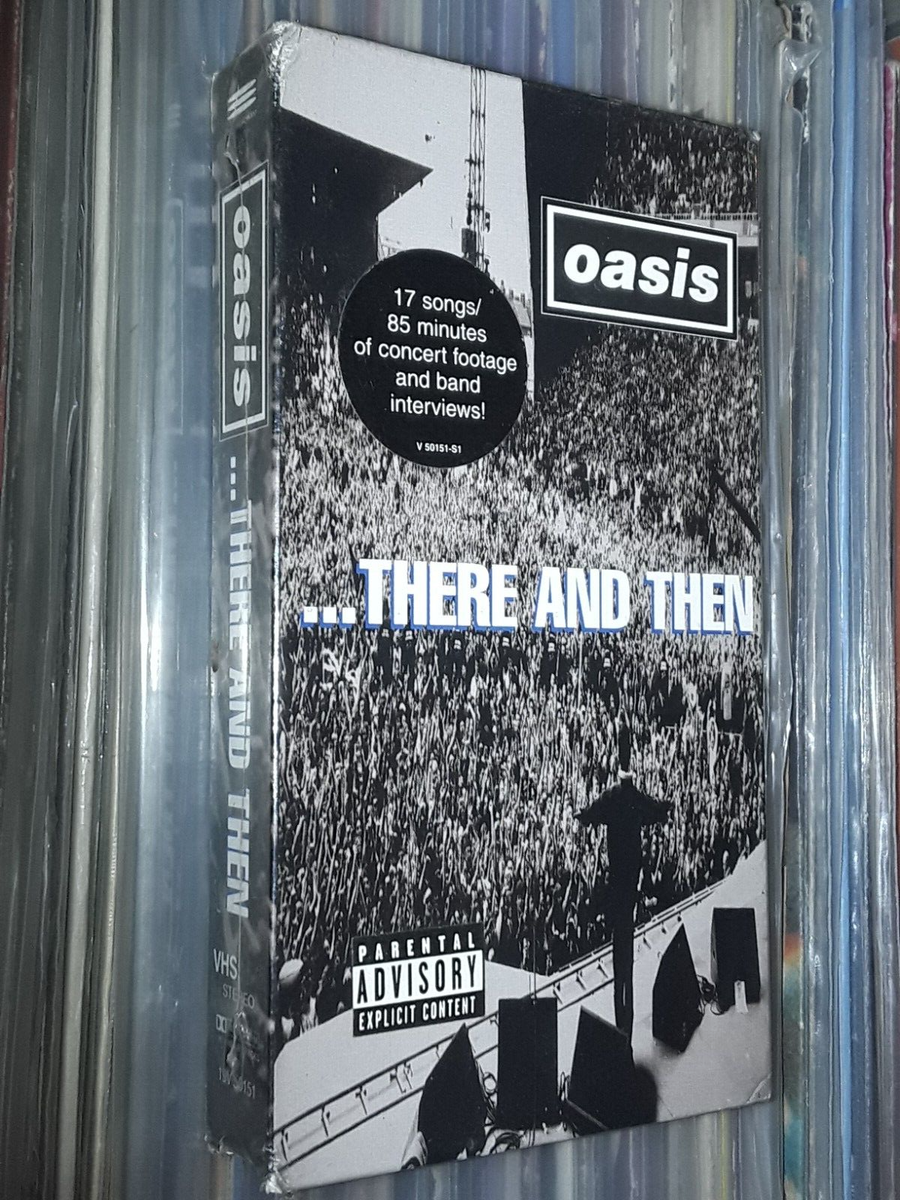 oasis
...THERE AND THEN
VHS
STEREO
oasis
17 songs/
85 minutes
of concert footage
and band
interviews!
V 50151-S1
...THERE AND THEN
PARENTAL
ADVISORY
EXPLICIT CONTENT